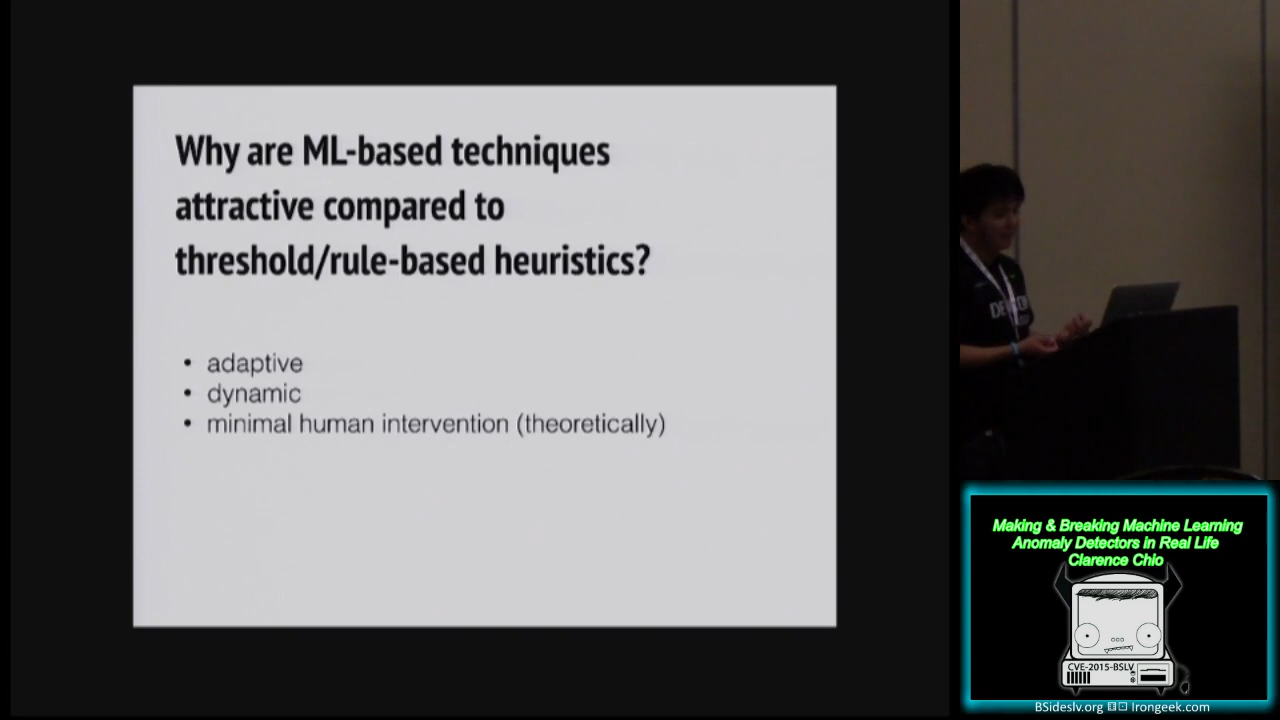 Why are ML-based techniques
attractive compared to
threshold/rule-based heuristics?
• adaptive
• dynamic
• minimal human intervention (theoretically)
Making & Breaking Machine Learning
Anomaly Detectors in Real Life
Clarence Chio
CVE-2015-BSLV
BSideslv.org
Irongeek.com